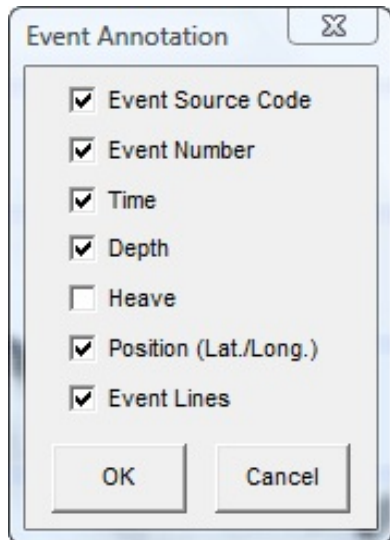 Event Annotation
Event Source Code
Event Number
Time
Depth
Heave
Position (Lat./Long.)
Event Lines
OK Cancel